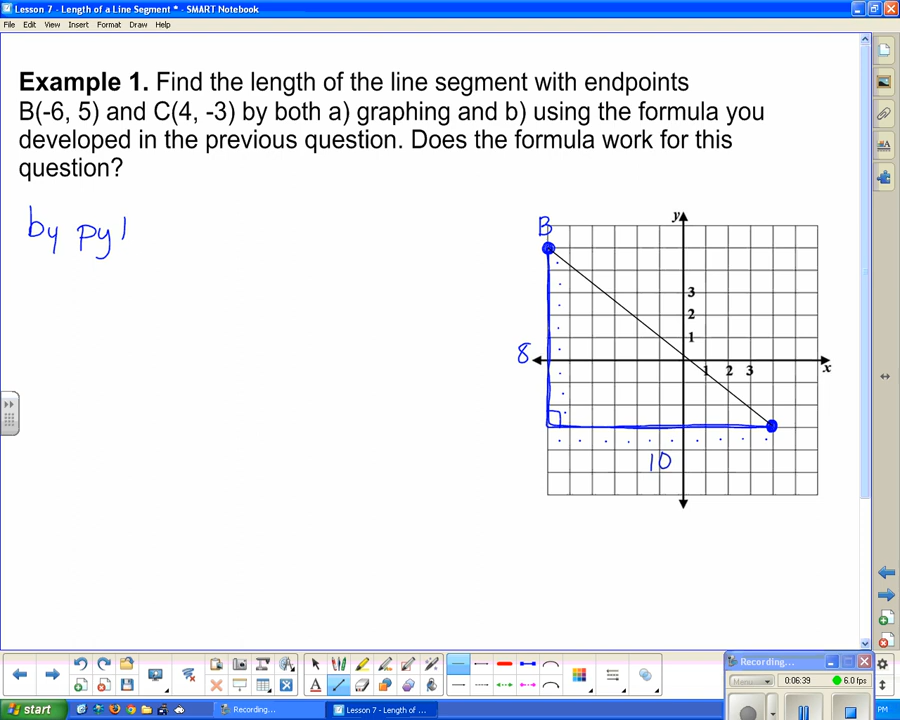 Lesson 7 - Length of a Line Segment * - SMART Notebook
File Edit View Insert Format Draw Help
Example 1. Find the length of the line segment with endpoints
B(-6, 5) and C(4, -3) by both a) graphing and b) using the formula you
developed in the previous question. Does the formula work for this
question?
by py
B
y
3
2
1
8
1 2 3
x
10
Recording...
Menu
0:06:39
6.0 fps
start
Recording...
Lesson 7 - Length of ...
PM